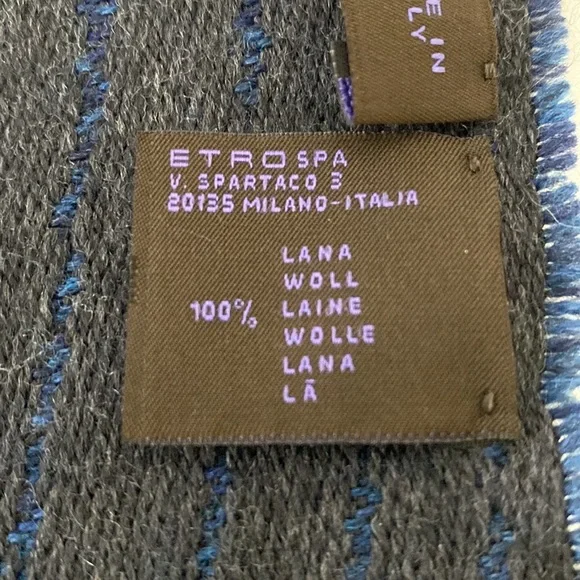 E IN
LY
ETRO SPA
V. SPARTACO 3
20135 MILANO-ITALIA
LANA
WOLL
100% LAINE
WOLLE
LANA
LÃ